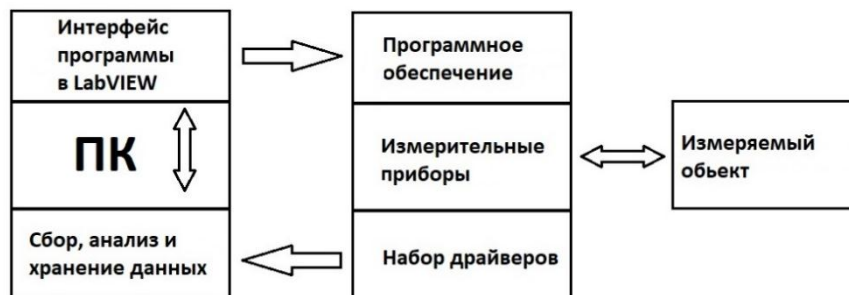 Интерфейс
программы
в LabVIEW
ПК
Сбор, анализ и
хранение данных
Программное
обеспечение
Измерительные
приборы
Набор драйверов
Измеряемый
обьект